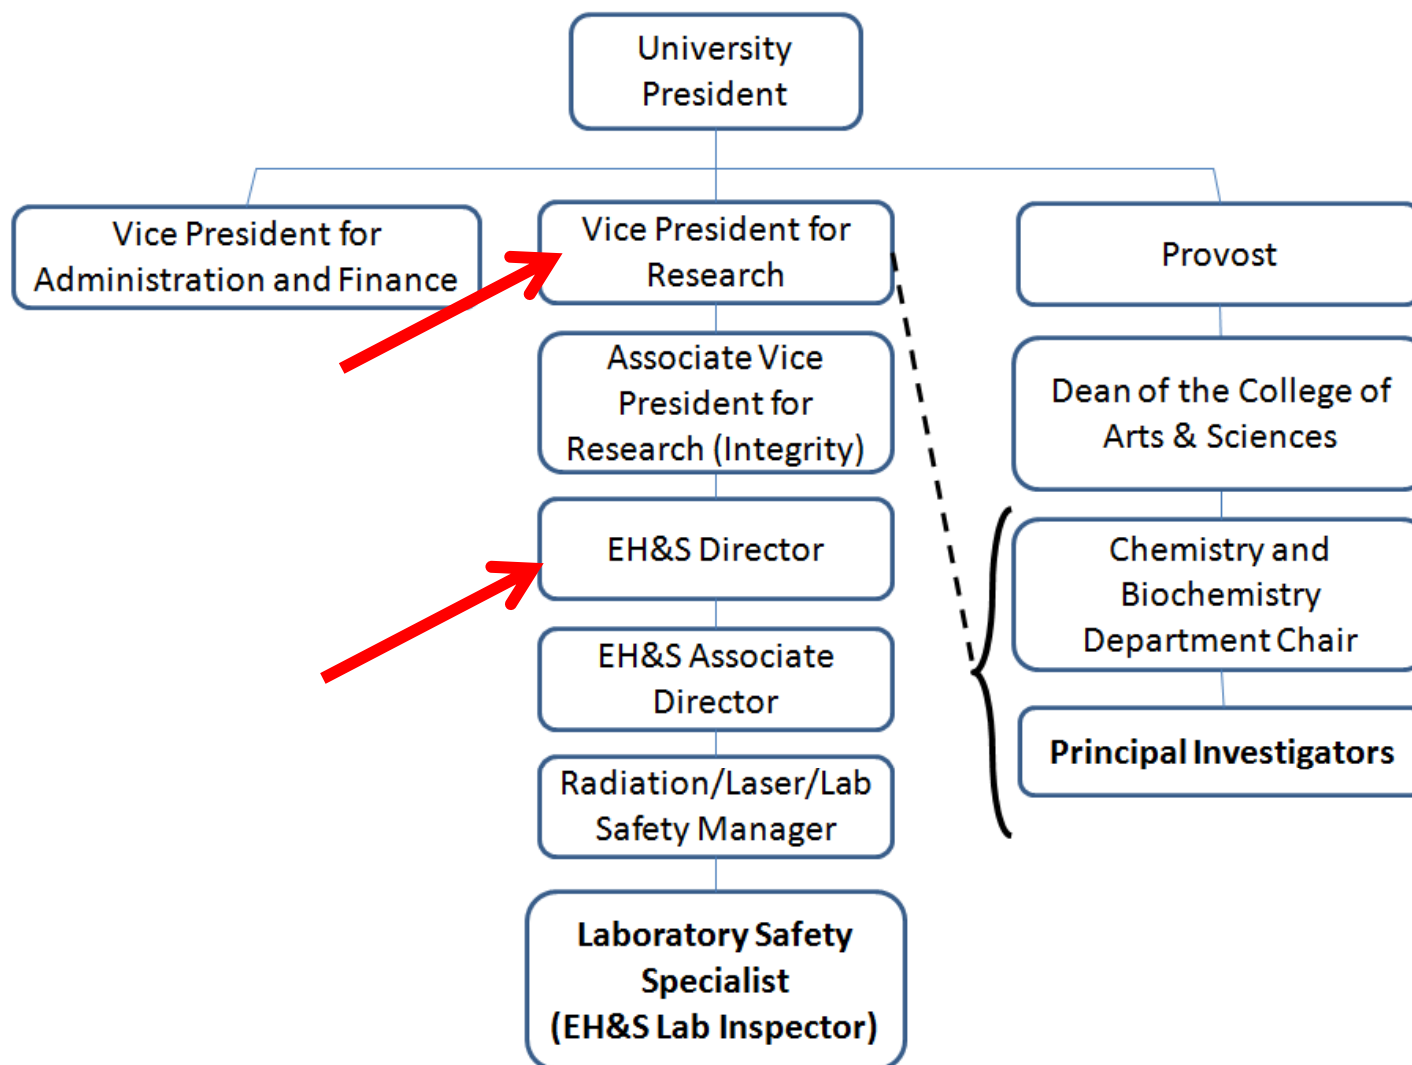 University
President
Vice President for
Administration and Finance
Vice President for
Research
Provost
Associate Vice
President for
Research (Integrity)
Dean of the College of
Arts & Sciences
EH&S Director
Chemistry and
Biochemistry
Department Chair
EH&S Associate
Director
Principal Investigators
Radiation/Laser/Lab
Safety Manager
Laboratory Safety
Specialist
(EH&S Lab Inspector)